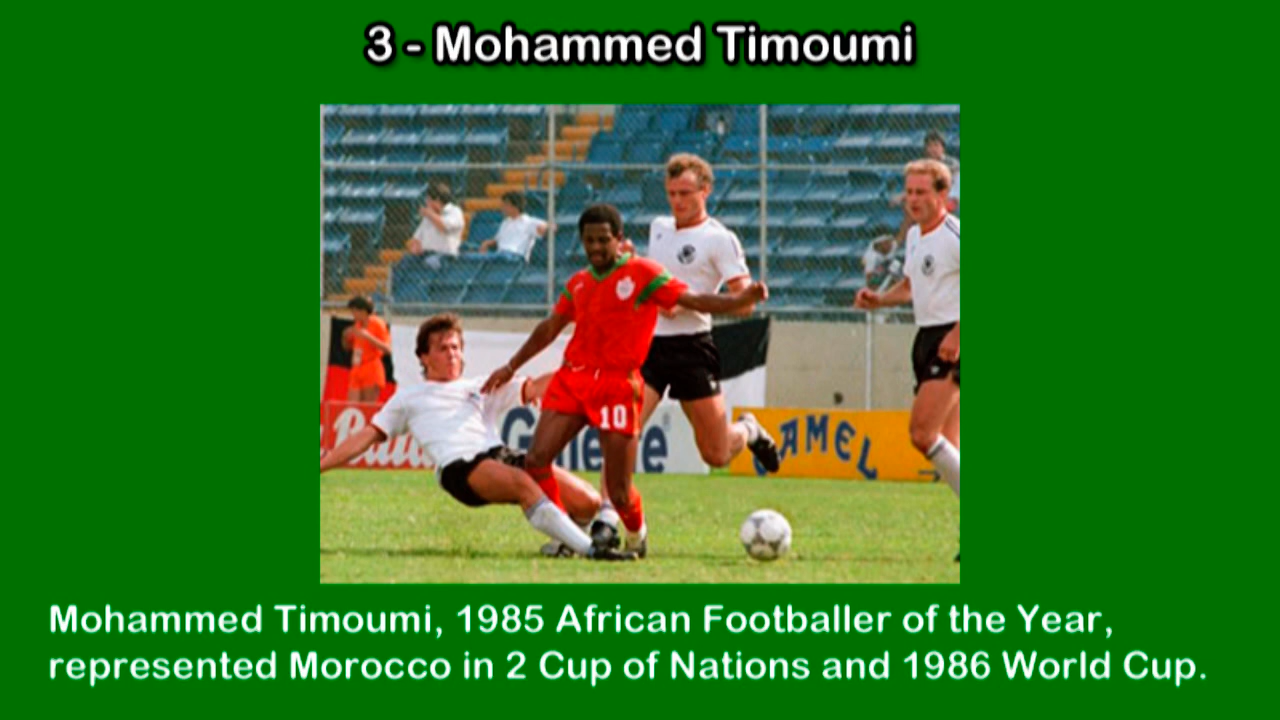 3 - Mohammed Timoumi
10
CAMEL
Mohammed Timoumi, 1985 African Footballer of the Year,
represented Morocco in 2 Cup of Nations and 1986 World Cup.